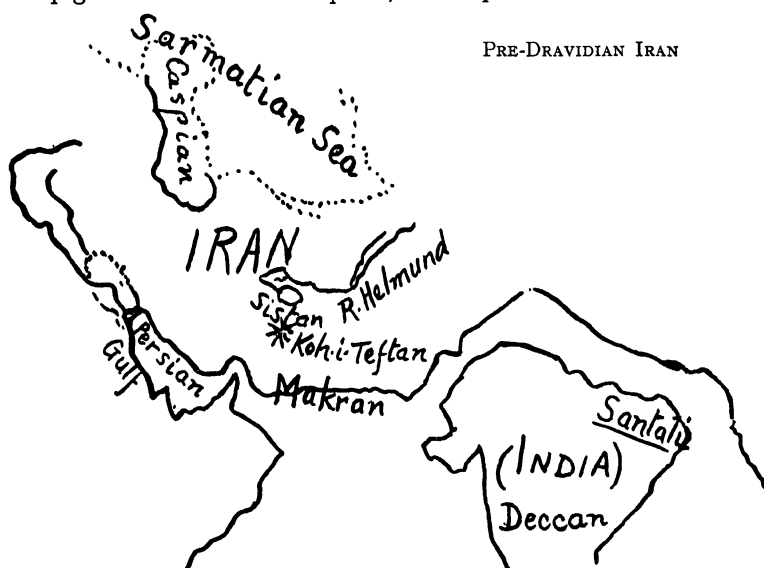 PRE-DRAVIDIAN IRAN
Sarmatian Sea
Caspian
IRAN
R. Helmund
Sistan
Koh-i-Teftan
Persian
Gulf
Makran
Santali
(INDIA)
Deccan